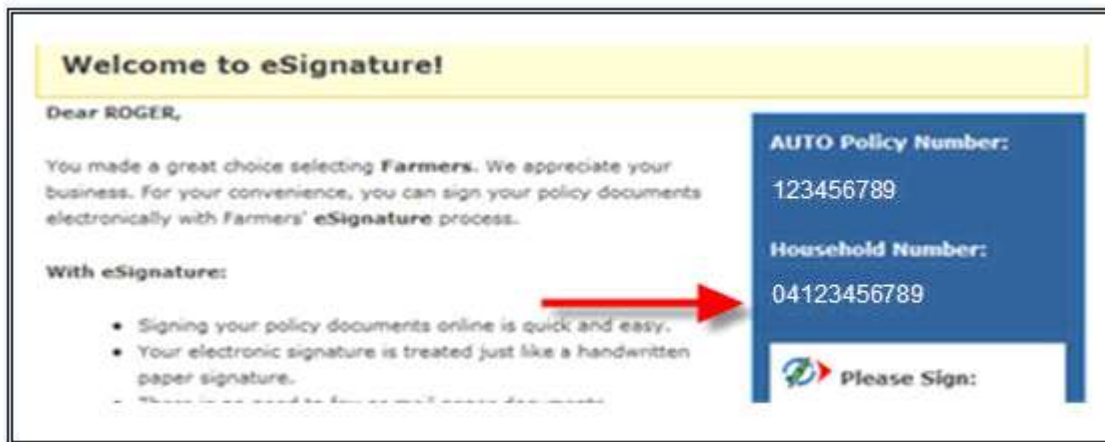 Welcome to eSignature!
Dear ROGER,
You made a great choice selecting Farmers. We appreciate your
business. For your convenience, you can sign your policy documents
electronically with Farmers' eSignature process.
With eSignature:
• Signing your policy documents online is quick and easy.
• Your electronic signature is treated just like a handwritten
paper signature.
AUTO Policy Number:
123456789
Household Number:
04123456789
Please Sign: